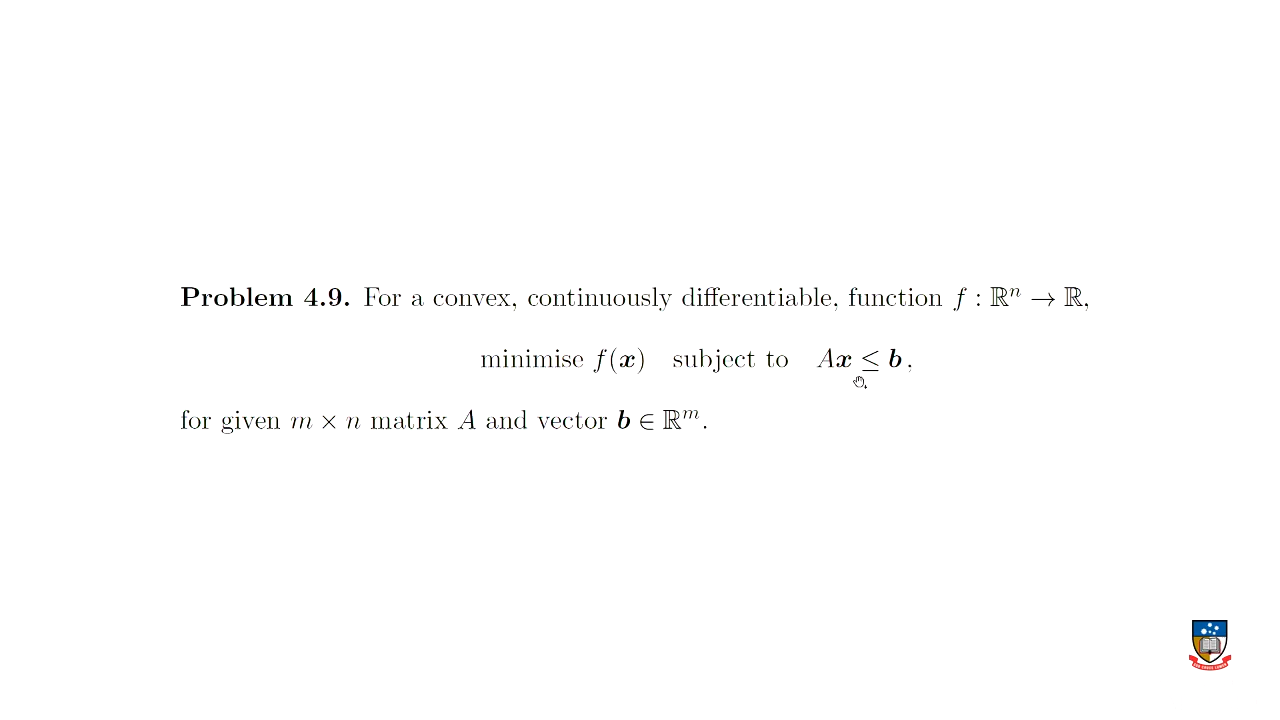 Problem 4.9. For a convex, continuously differentiable, function f : ℝⁿ → ℝ,
minimise f(x) subject to Ax ≤ b,
for given m × n matrix A and vector b ∈ ℝᵐ.